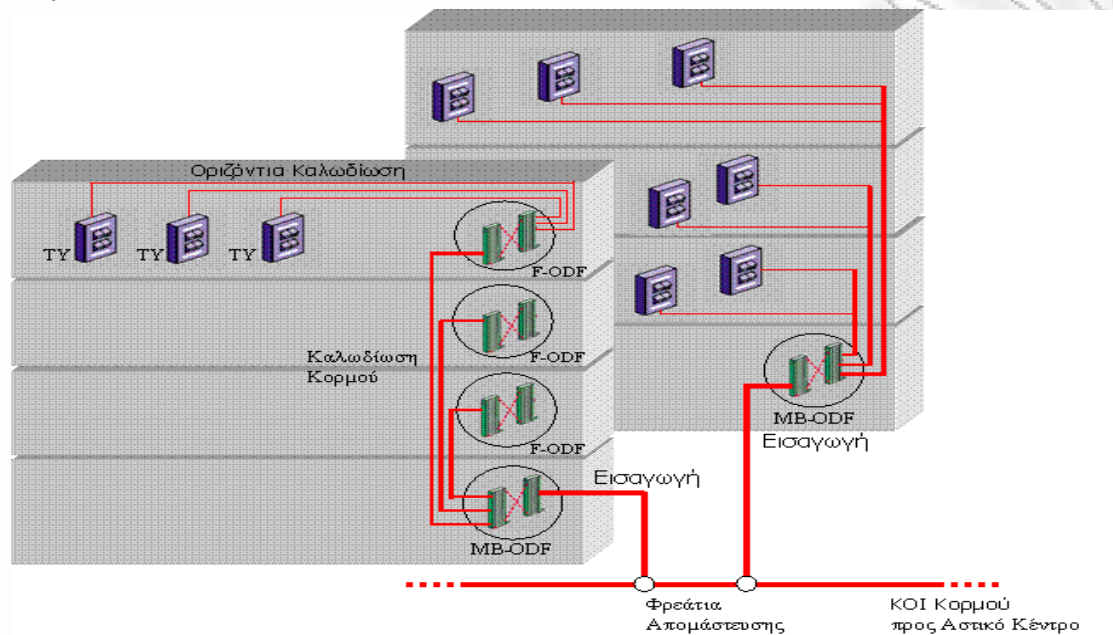 Οριζόντια Καλωδίωση
ΤΥ
ΤΥ
ΤΥ
F-ODF
F-ODF
Καλωδίωση
Κορμού
F-ODF
MB-ODF
Εισαγωγή
MB-ODF
Εισαγωγή
Φρεάτια
Απομάστευσης
ΚΟΙ Κορμού
προς Αστικό Κέντρο